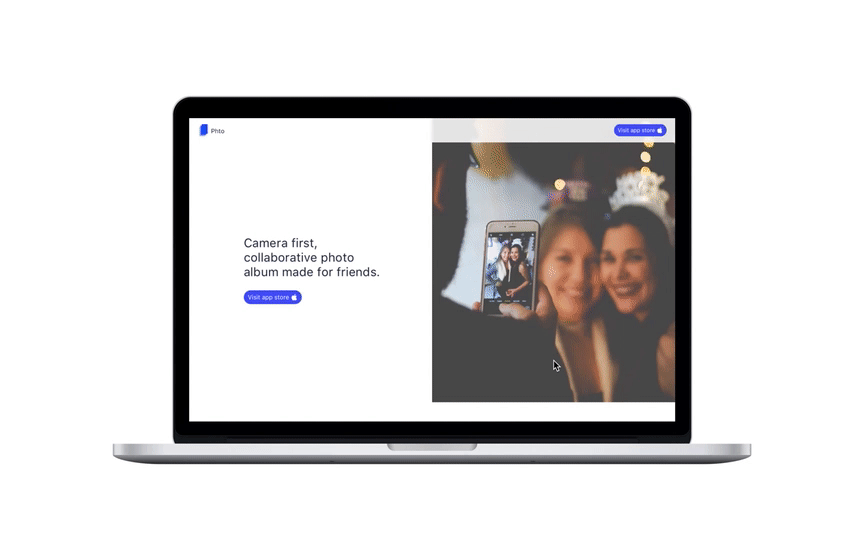 Phto
Visit app store
Camera first,
collaborative photo
album made for friends.
Visit app store